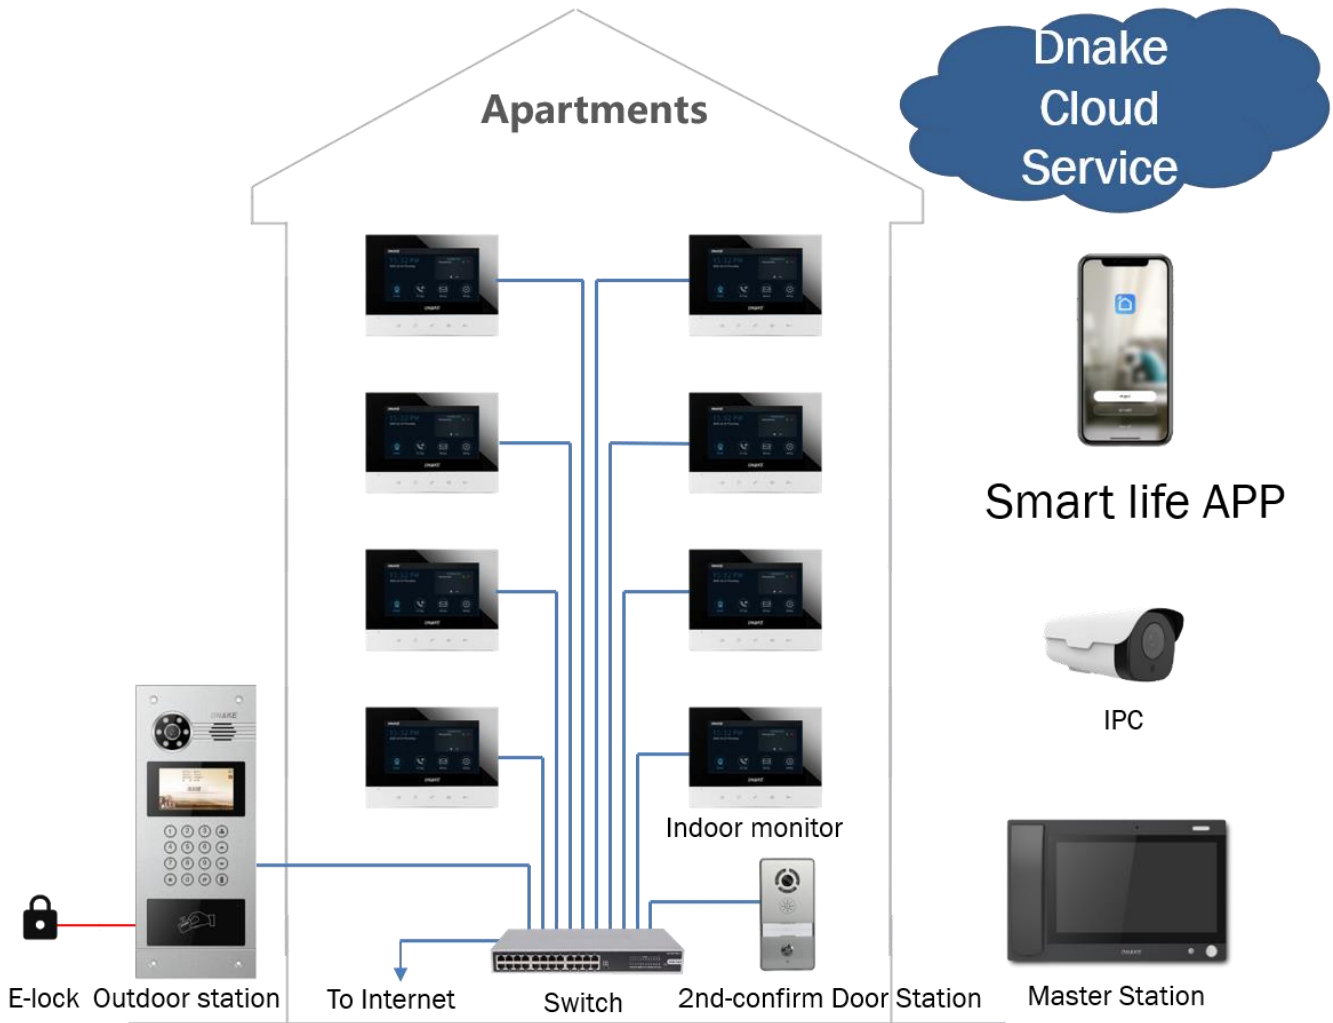 Dnake
Cloud
Service
Apartments
Smart life APP
DNAKE
IPC
Indoor monitor
E-lock
Outdoor station
To Internet
Switch
2nd-confirm Door Station
Master Station